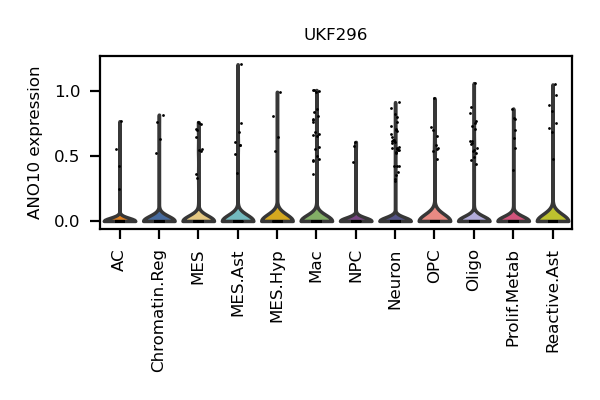 UKF296
ANO10 expression
1.0
0.5
0.0
AC
Chromatin.Reg
MES
MES.Ast
MES.Hyp
Mac
NPC
Neuron
OPC
Oligo
Prolif.Metab
Reactive.Ast